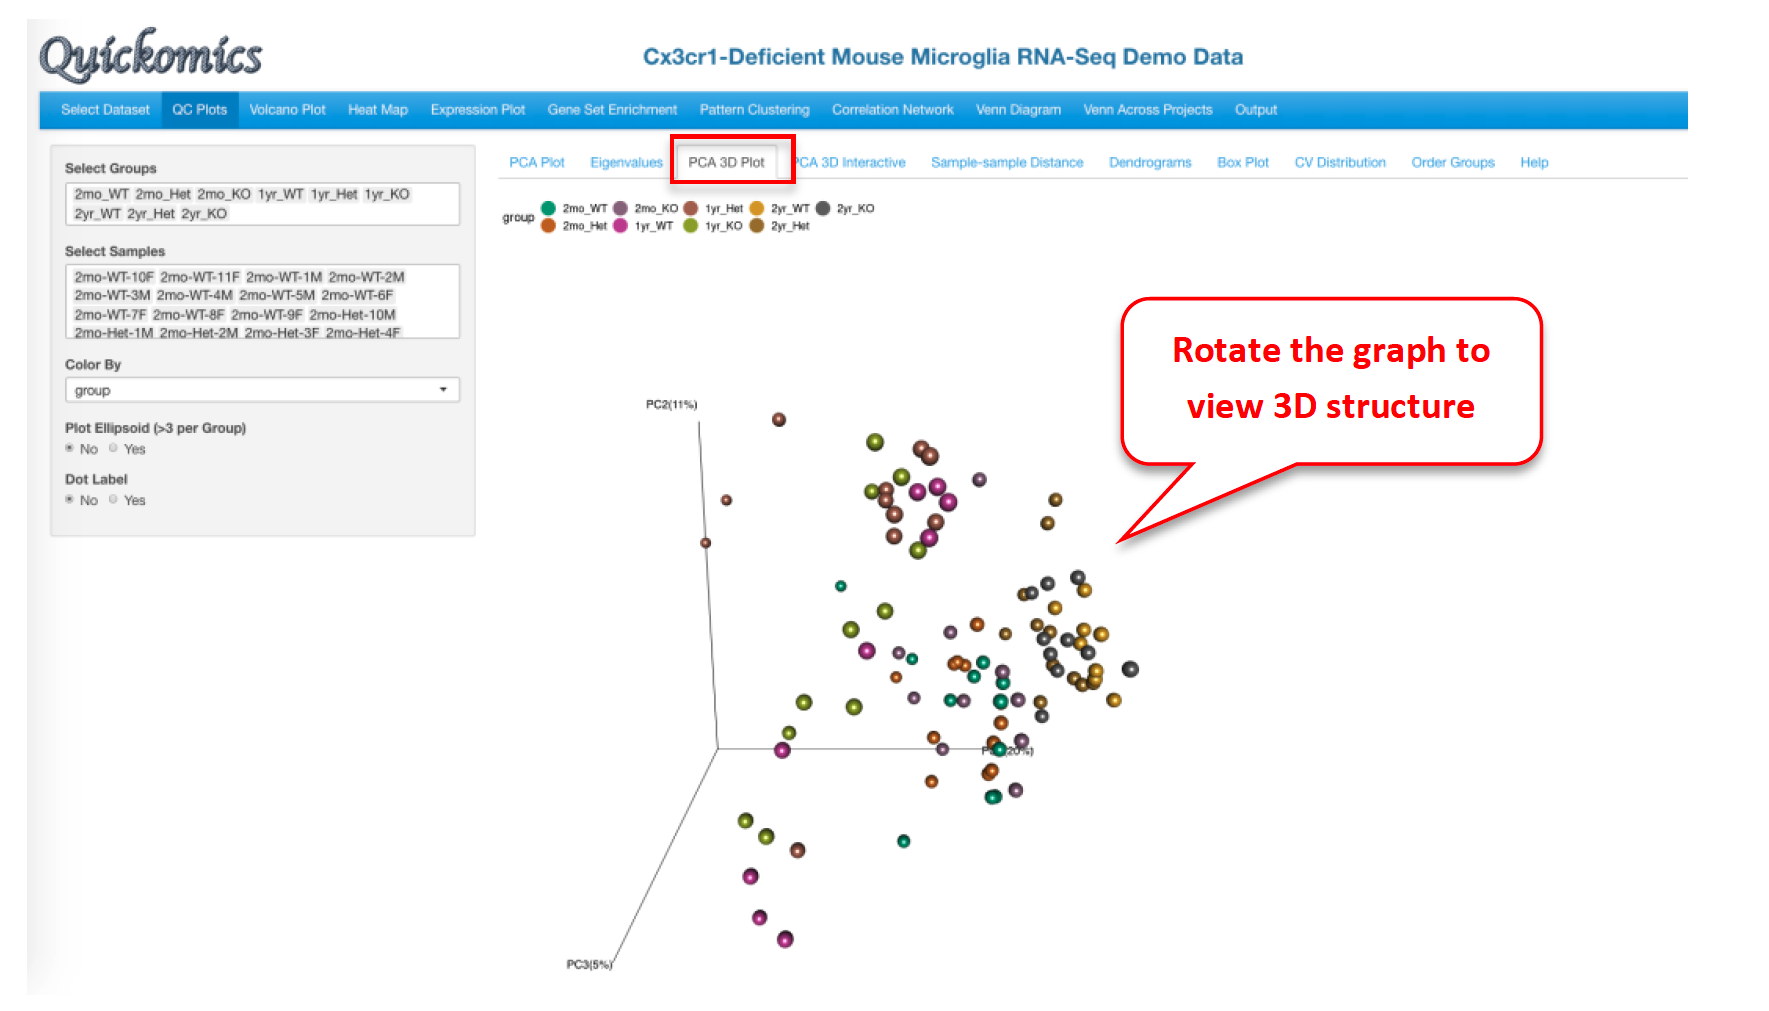 Quickomics
Cx3cr1-Deficient Mouse Microglia RNA-Seq Demo Data
Select Dataset QC Plots Volcano Plot Heat Map Expression Plot Gene Set Enrichment Pattern Clustering Correlation Network Venn Diagram Venn Across Projects Output
PCA Plot Eigenvalues PCA 3D Plot PCA 3D Interactive Sample-sample Distance Dendrograms Box Plot CV Distribution Order Groups Help
Select Groups
2mo_WT 2mo_Het 2mo_KO 1yr_WT 1yr_Het 1yr_KO
2yr_WT 2yr_Het 2yr_KO
Select Samples
2mo-WT-10F 2mo-WT-11F 2mo-WT-1M 2mo-WT-2M
2mo-WT-3M 2mo-WT-4M 2mo-WT-5M 2mo-WT-6F
2mo-WT-7F 2mo-WT-8F 2mo-WT-9F 2mo-Het-10M
2mo-Het-1M 2mo-Het-2M 2mo-Het-3F 2mo-Het-4F
Color By
group
Plot Ellipsoid (>3 per Group)
No Yes
Dot Label
No Yes
group
2mo_WT 2mo_KO 1yr_Het 2yr_WT 2yr_KO
2mo_Het 1yr_WT 1yr_KO 2yr_Het
Rotate the graph to
view 3D structure
PC2(11%)
PC3(5%)